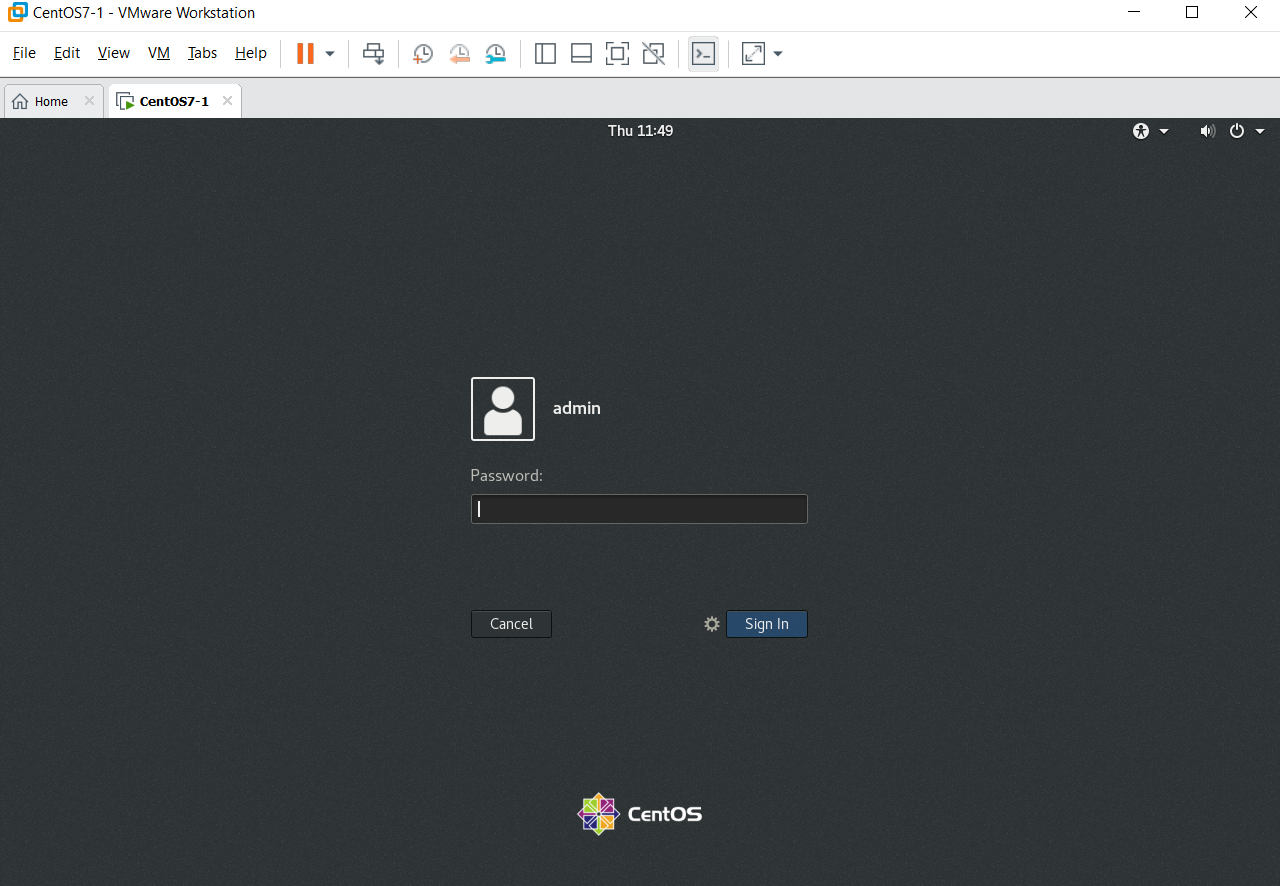 CentOS7-1 - VMware Workstation
File Edit View VM Tabs Help
Home CentOS7-1
Thu 11:49
admin
Password:
Cancel Sign In
CentOS